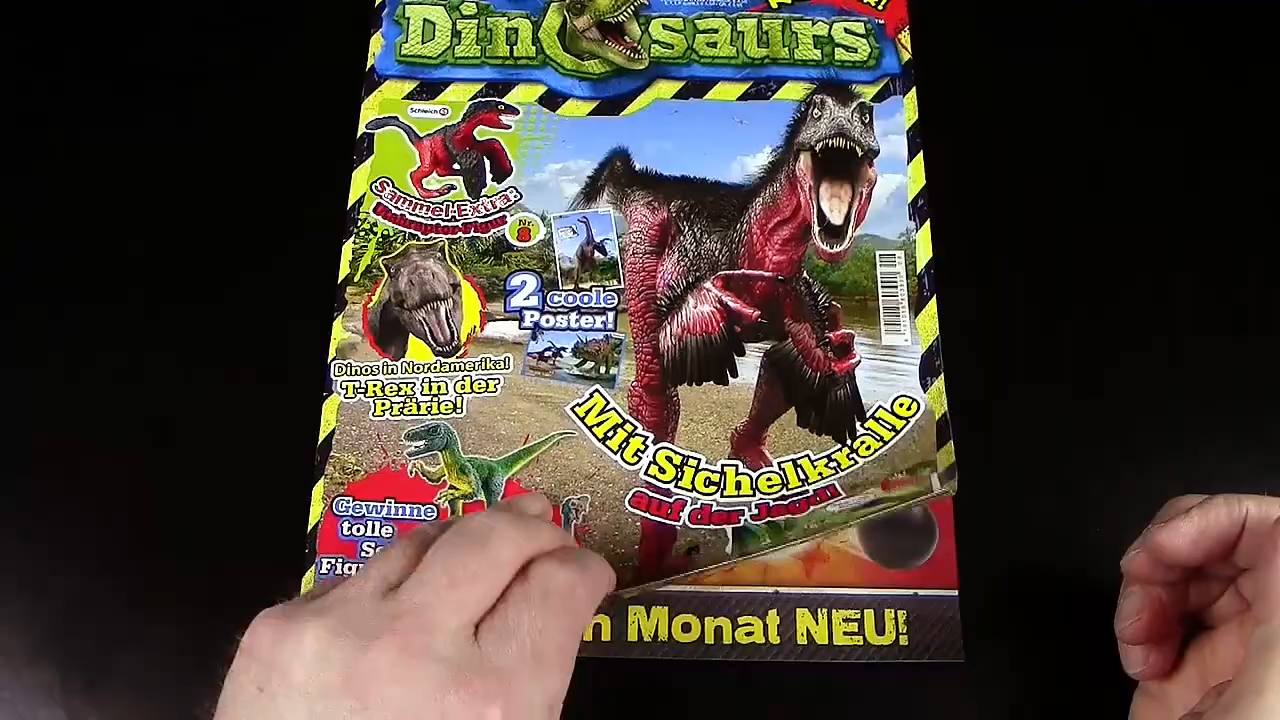 Dinosaurs
Schleich
Sammel-Extra:
Nr.
8
2 coole
Poster!
Dinos in Nordamerika!
T-Rex in der
Prärie!
Mit Sichelkralle
auf der Jagd!
Gewinne
tolle
Monat NEU!